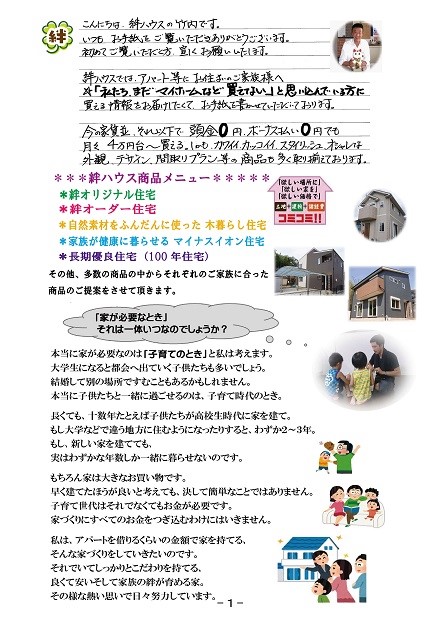 絆
こんにちは 絆ハウスの竹内です。
いつも お手紙をご覧いただきありがとうございます。
初めてご覧いただく方、宜しくお願いします。
絆ハウスでは、アパート等にお住まいのご家族様へ
☆「私たち、まだマイホームなど買えない。」と思い込んでいる方に
買える情報をお届けしたくて、お手紙を書かせていただいております。
今の家賃並、それ以下で 頭金0円、ボーナス払い0円でも
月々4万円台〜買える。
カワイイ、カッコイイ、スタイリッシュ、オシャレな
外観、デザイン、間取りプラン等の商品も多く取り揃えております。
***絆ハウス商品メニュー*****
*絆オリジナル住宅
*絆オーダー住宅
*自然素材をふんだんに使った 木暮らし住宅
*家族が健康に暮らせる マイナスイオン住宅
*長期優良住宅（100年住宅）
「欲しい場所に」
「欲しい家を」
「欲しい価格で」
土地+建物+諸経費
コミコミ!!
その他、多数の商品の中からそれぞれのご家族に合った
商品のご提案をさせて頂きます。
「家が必要なとき」
それは一体いつなのでしょうか？
本当に家が必要なのは「子育てのとき」と私は考えます。
大学生になると都会へ出ていく子供たちも多いでしょう。
結婚して別の場所ですむこともあるかもしれません。
本当に子供たちと一緒に過ごせるのは、子育て時代のとき。
長くても、十数年たとえば子供たちが高校生時代に家を建て。
もし大学などで違う地方に住むようになったりすると、わずか2～3年。
もし、新しい家を建てても、
実はわずかな年数しか一緒に暮らせないのです。
もちろん家は大きなお買い物です。
早く建てたほうが良いと考えても、決して簡単なことではありません。
子育て世代はそれでなくてもお金が必要です。
家づくりにすべてのお金をつぎ込むわけにはいきません。
私は、アパートを借りるくらいの金額で家を持てる、
そんな家づくりをしていきたいのです。
それでいてしっかりとこだわりを持てる、
良くて安いそして家族の絆が育める家。
その様な熱い思いで日々努力しています。
－1－